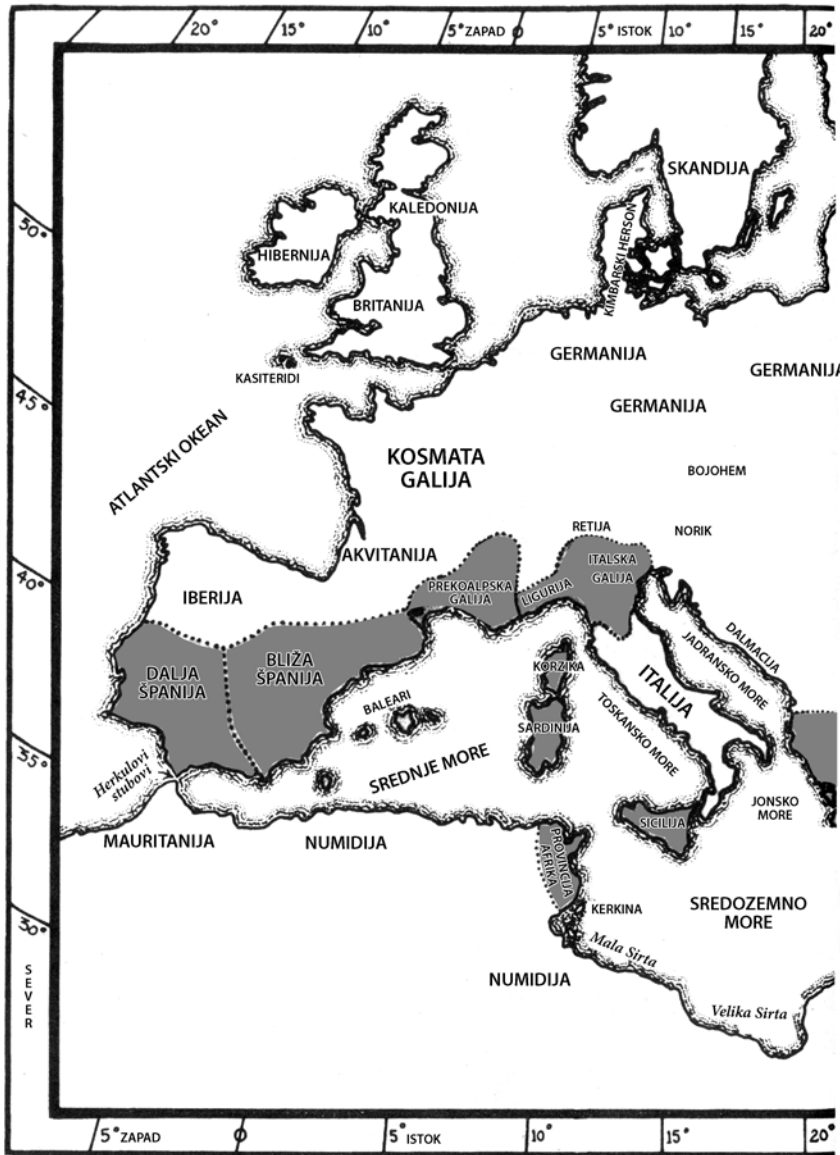 20° 15° 10° 5° ZAPAD 0 5° ISTOK 10° 15° 20°
SKANDIJA
KALEDONIJA
50°
HIBERNIJA
KIMBARSKI HERSON
BRITANIJA
GERMANIJA
KASITERIDI
GERMANIJA
45°
GERMANIJA
ATLANTSKI OKEAN
KOSMATA
GALIJA
BOJOHEM
RETIJA
NORIK
AKVITANIJA
ITALSKA
GALIJA
40°
PREKOALPSKA
GALIJA
LIGURIJA
IBERIJA
DALMACIJA
JADRANSKO MORE
BLIŽA
ŠPANIJA
DALJA
ŠPANIJA
KORZIKA
ITALIJA
BALEARI
SARDINIJA
TOSKANSKO MORE
35°
Herkulovi
stubovi
SREDNJE MORE
JONSKO
MORE
SICILIJA
MAURITANIJA
NUMIDIJA
PROVINCIJA
AFRIKA
KERKINA
SREDOZEMNO
MORE
30°
Mala Sirta
NUMIDIJA
SEVER
Velika Sirta
5° ZAPAD 0 5° ISTOK 10° 15° 20°